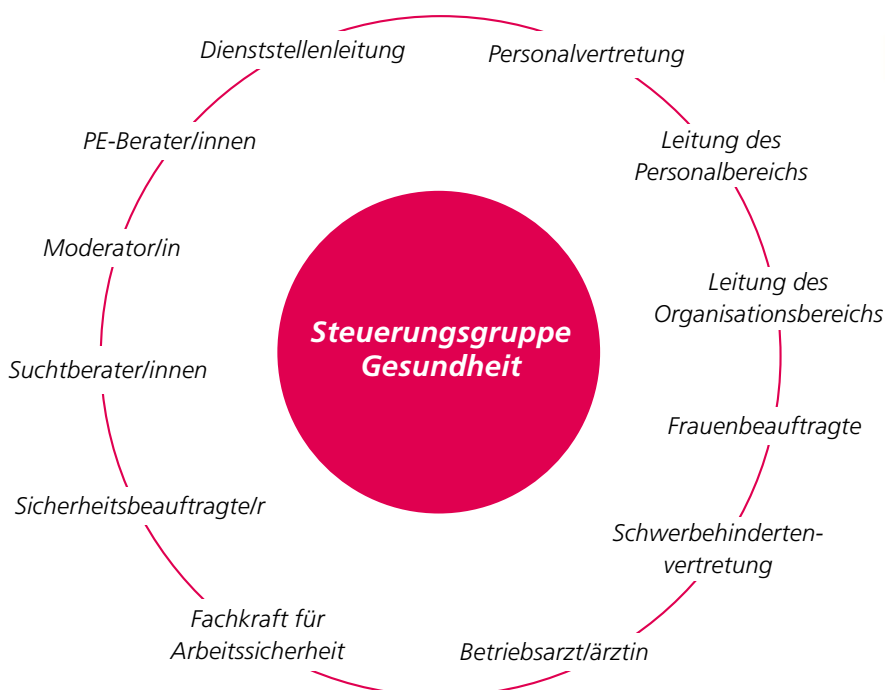 Dienststellenleitung
Personalvertretung
PE-Berater/innen
Leitung des
Personalbereichs
Moderator/in
Leitung des
Organisationsbereichs
Steuerungsgruppe
Gesundheit
Suchtberater/innen
Frauenbeauftragte
Sicherheitsbeauftragte/r
Schwerbehinderten-
vertretung
Fachkraft für
Arbeitssicherheit
Betriebsarzt/ärztin